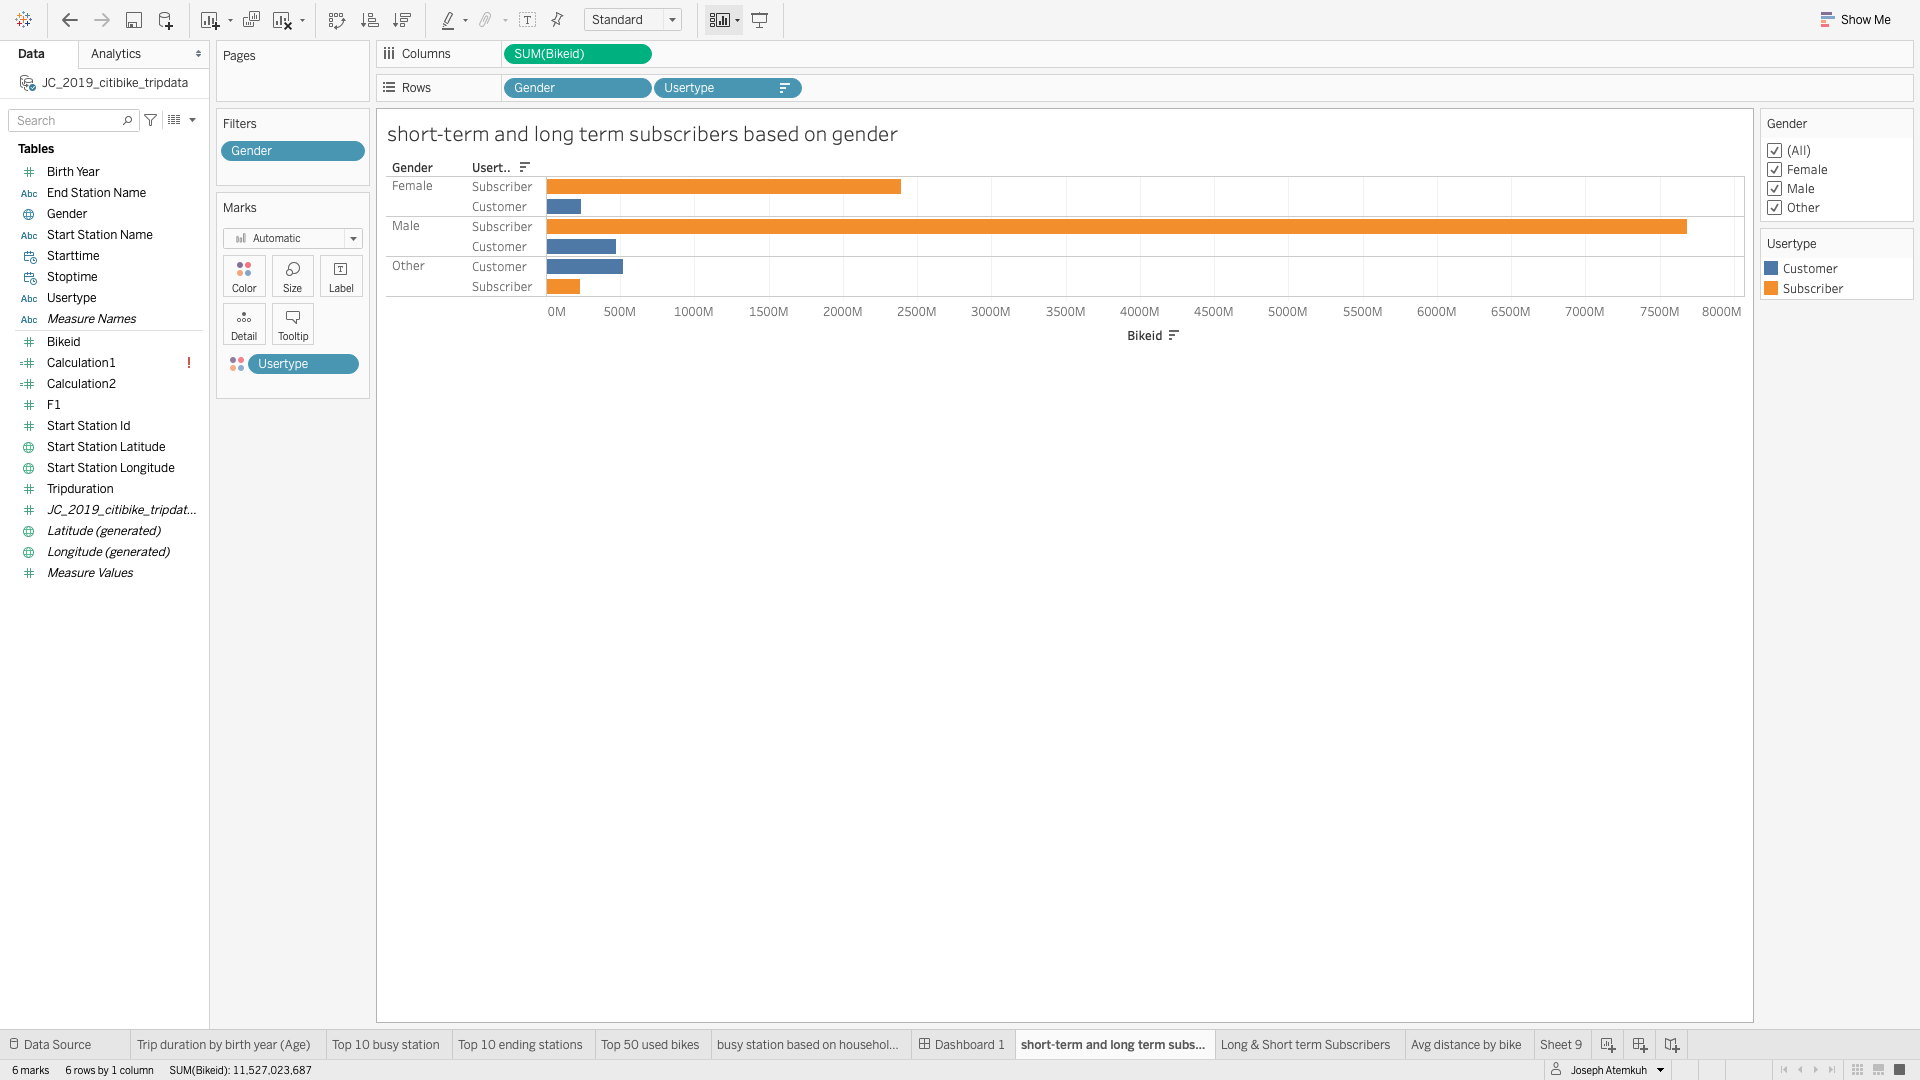 Standard
Show Me
Data
Analytics
JC_2019_citibike_tripdata
Search
Tables
Birth Year
Abc End Station Name
Gender
Abc Start Station Name
Starttime
Stoptime
Abc Usertype
Abc Measure Names
Bikeid
Calculation1 !
Calculation2
F1
Start Station Id
Start Station Latitude
Start Station Longitude
Tripduration
JC_2019_citibike_tripdat...
Latitude (generated)
Longitude (generated)
Measure Values
Pages
Filters
Gender
Marks
Automatic
Color
Size
Label
Detail
Tooltip
Usertype
Columns
SUM(Bikeid)
Rows
Gender
Usertype
short-term and long term subscribers based on gender
Gender Usert..
Female Subscriber
Customer
Male Subscriber
Customer
Other Customer
Subscriber
0M 500M 1000M 1500M 2000M 2500M 3000M 3500M 4000M 4500M 5000M 5500M 6000M 6500M 7000M 7500M 8000M
Bikeid
Gender
(All)
Female
Male
Other
Usertype
Customer
Subscriber
Data Source
Trip duration by birth year (Age)
Top 10 busy station
Top 10 ending stations
Top 50 used bikes
busy station based on househol...
Dashboard 1
short-term and long term subs...
Long & Short term Subscribers
Avg distance by bike
Sheet 9
6 marks
6 rows by 1 column
SUM(Bikeid): 11,527,023,687
Joseph Atemkuh